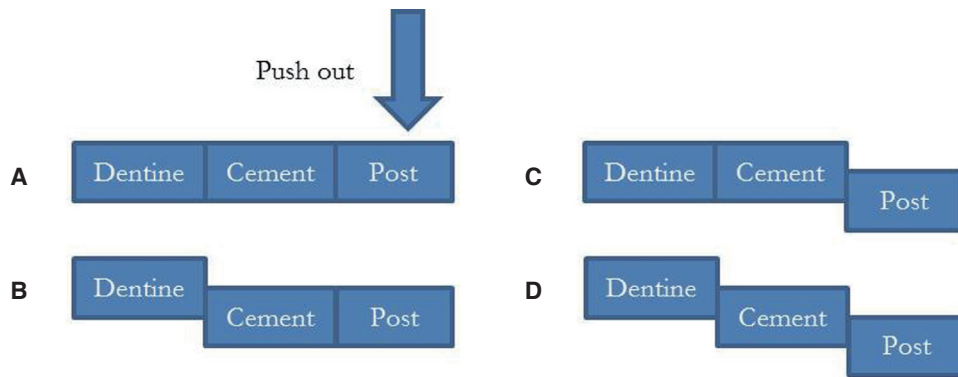 Push out
A
Dentine Cement Post
B
Dentine
Cement Post
C
Dentine Cement
Post
D
Dentine
Cement
Post